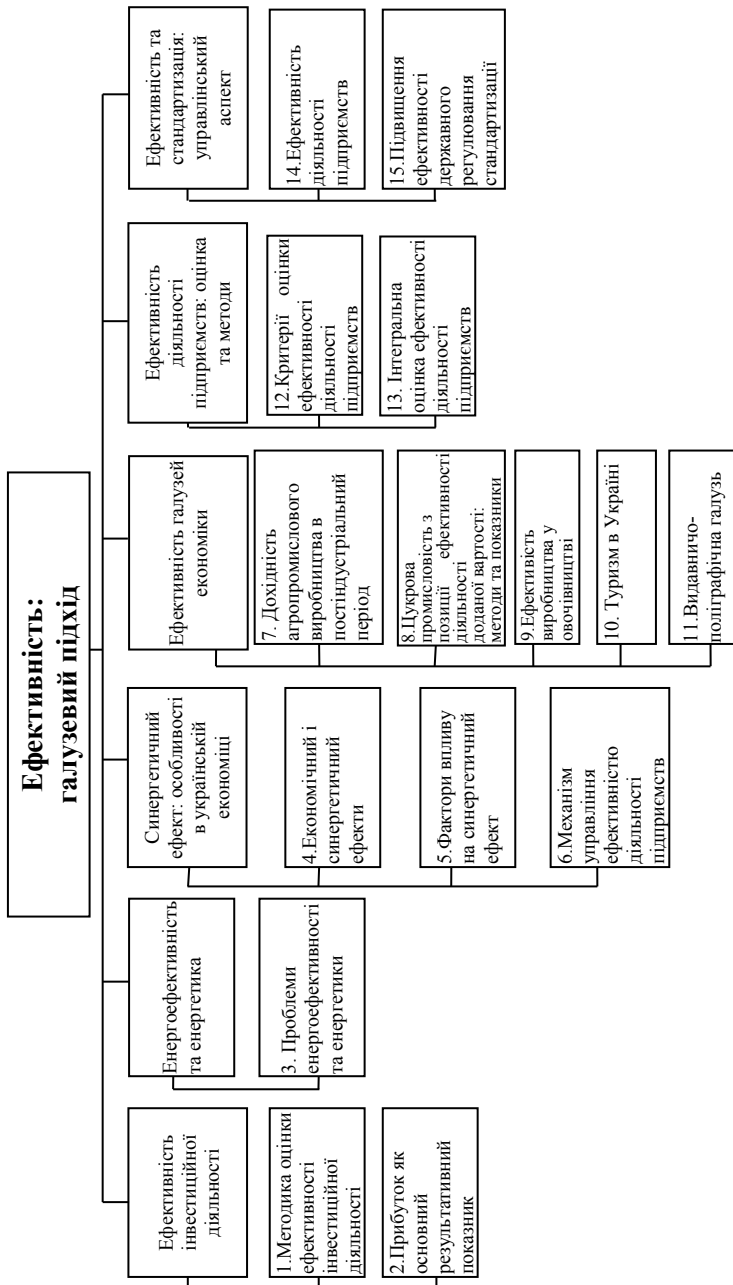 Ефективність:
галузевий підхід
Ефективність
інвестиційної
діяльності
1.Методика оцінки
ефективності
інвестиційної
діяльності
2.Прибуток як
основний
результативний
показник
Енергоефективність
та енергетика
3. Проблеми
енергоефективності
та енергетики
Синергетичний
ефект: особливості
в українській
економіці
4.Економічний і
синергетичний
ефекти
5.Фактори впливу
на синергетичний
ефект
6.Механізм
управління
ефективністю
діяльності
підприємств
Ефективність галузей
економіки
7. Дохідність
агропромислового
виробництва в
постіндустріальний
період
8.Цукрова
промисловість з
позиції ефективності
діяльності
доданої вартості:
методи та показники
9.Ефективість
виробництва у
овочівництві
10. Туризм в Україні
11.Видавничо-
поліграфічна галузь
Ефективність
діяльності
підприємств: оцінка
та методи
12.Критерії оцінки
ефективності
діяльності
підприємств
13. Інтегральна
оцінка ефективності
діяльності
підприємств
Ефективність та
стандартизація:
управлінський
аспект
14.Ефективність
діяльності
підприємств
15.Підвищення
ефективності
державного
регулювання
стандартизації